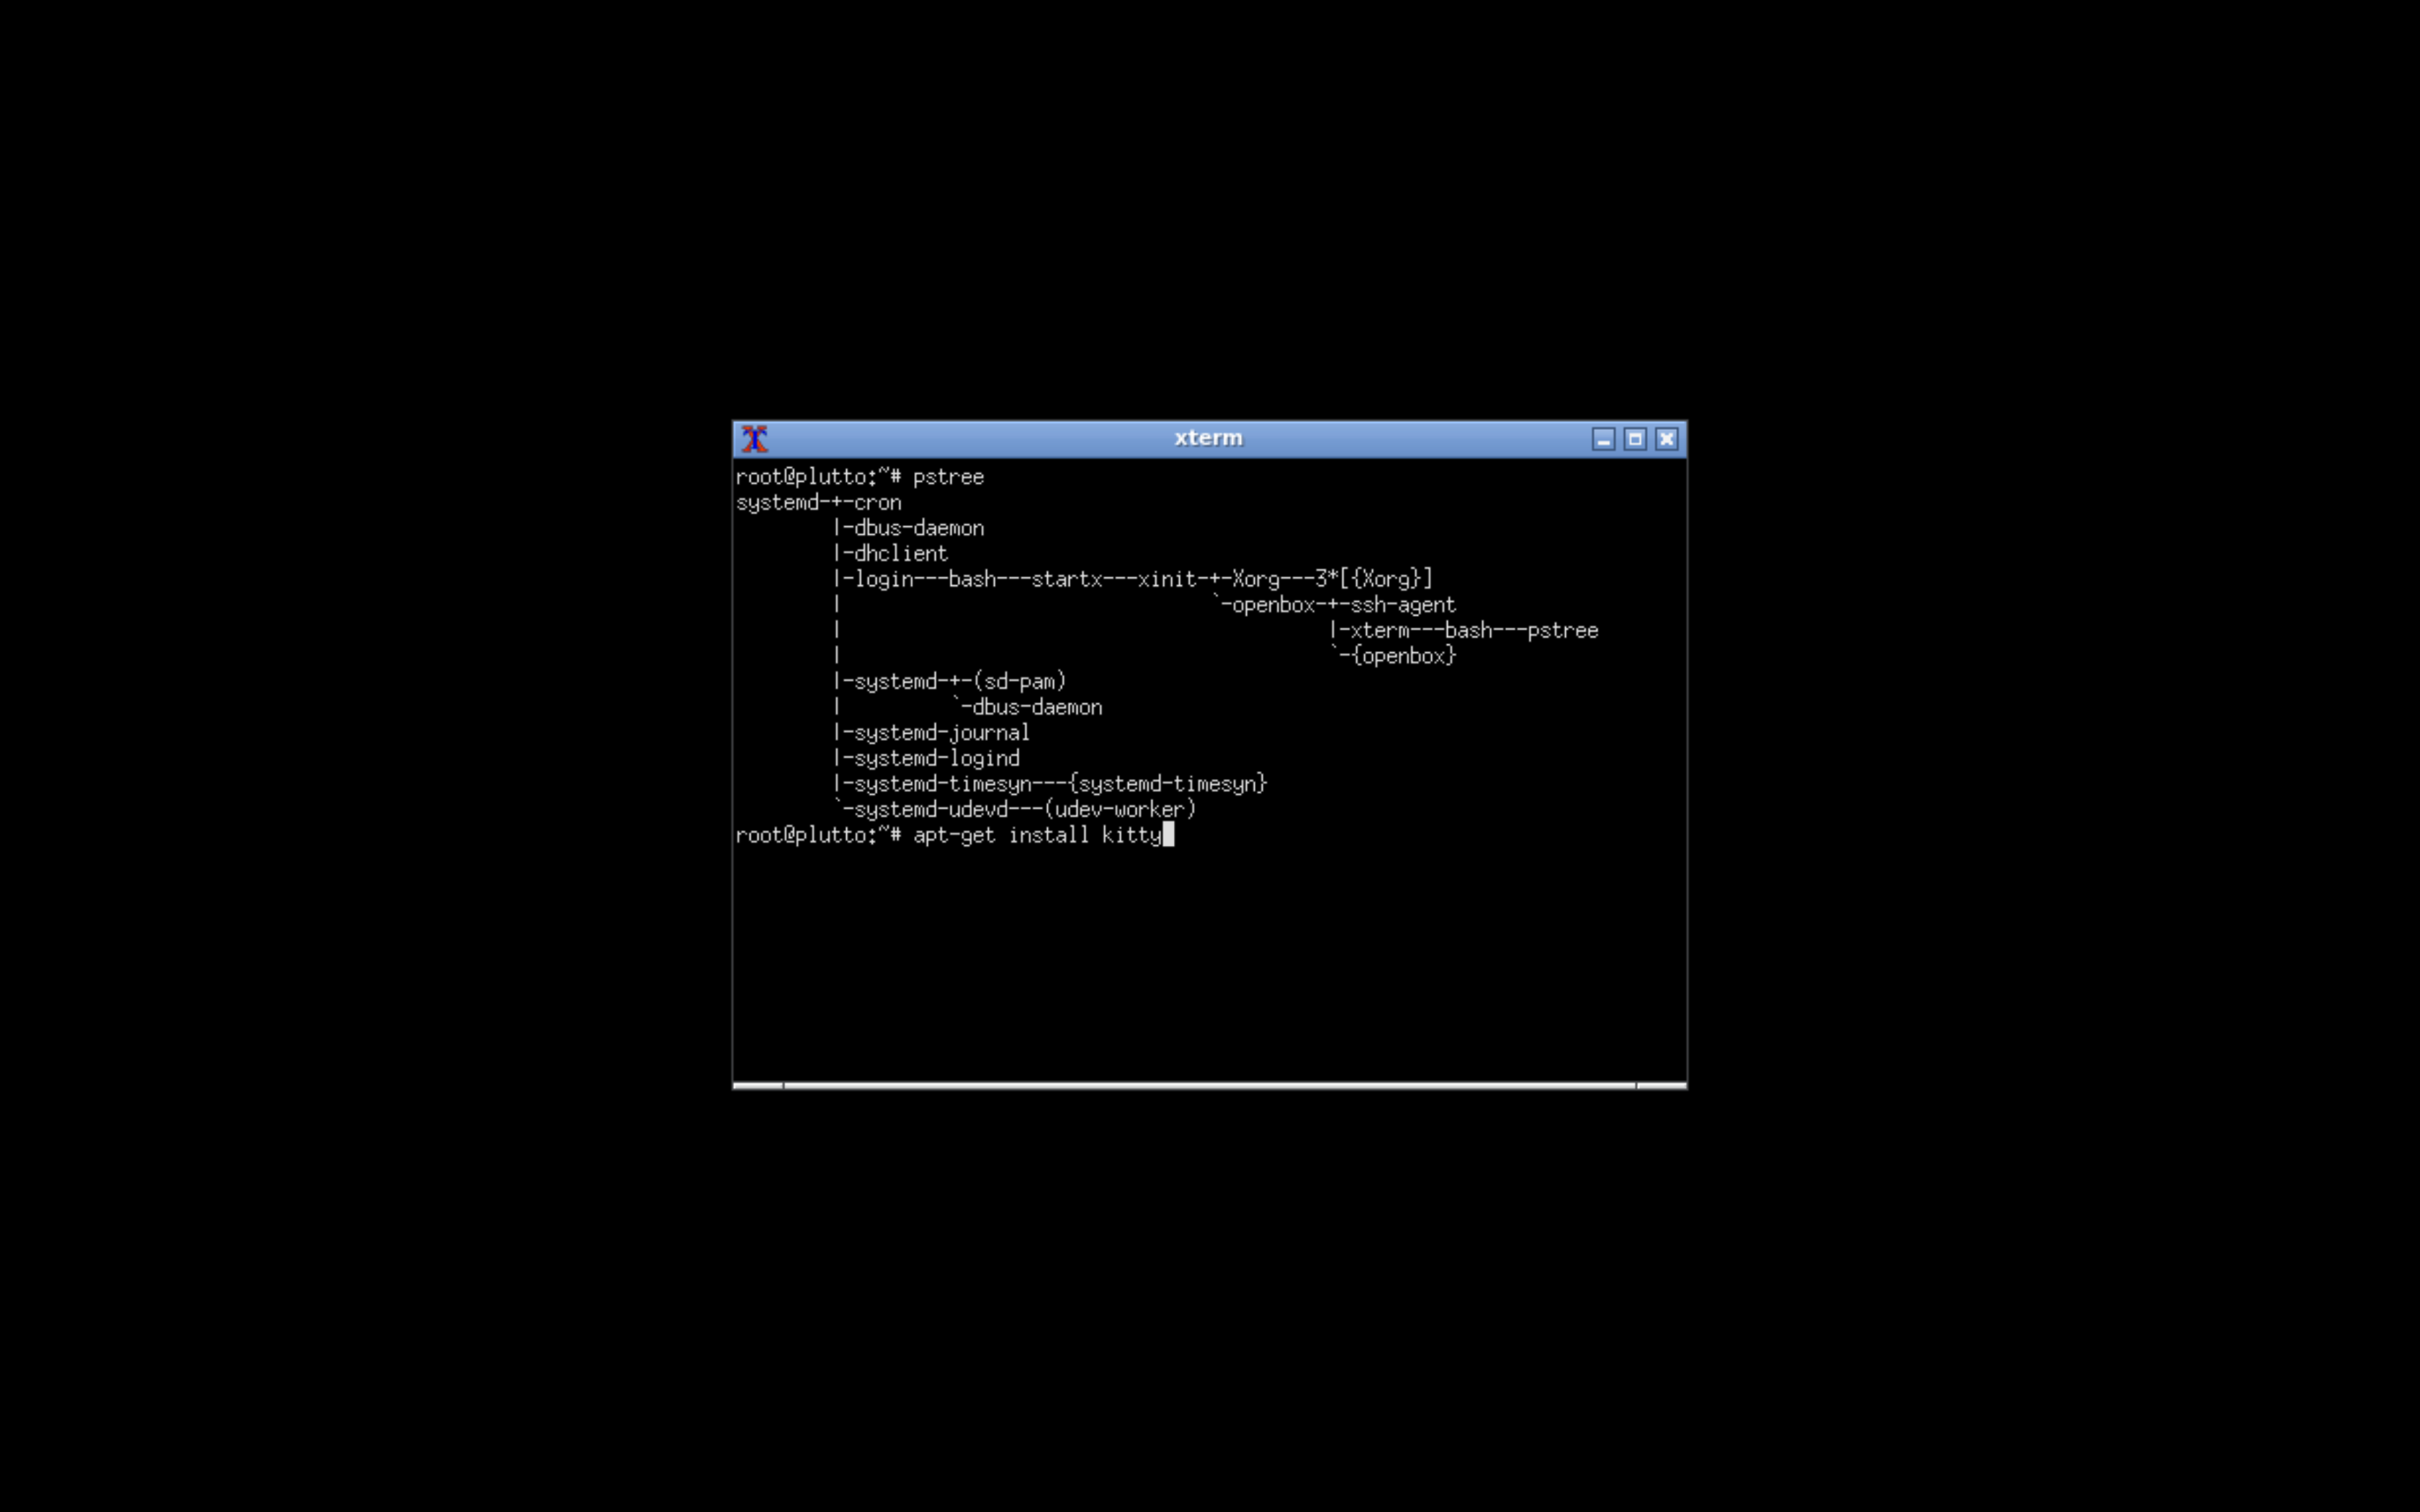 xterm
root@plutto:~# pstree
systemd-+-cron
        |-dbus-daemon
        |-dhclient
        |-login---bash---startx---xinit-+-Xorg---3*[{Xorg}]
        |                               `-openbox-+-ssh-agent
        |                                         |-xterm---bash---pstree
        |                                         `-{openbox}
        |-systemd-+-(sd-pam)
        |         `-dbus-daemon
        |-systemd-journal
        |-systemd-logind
        |-systemd-timesyn---{systemd-timesyn}
        `-systemd-udevd---(udev-worker)
root@plutto:~# apt-get install kitty